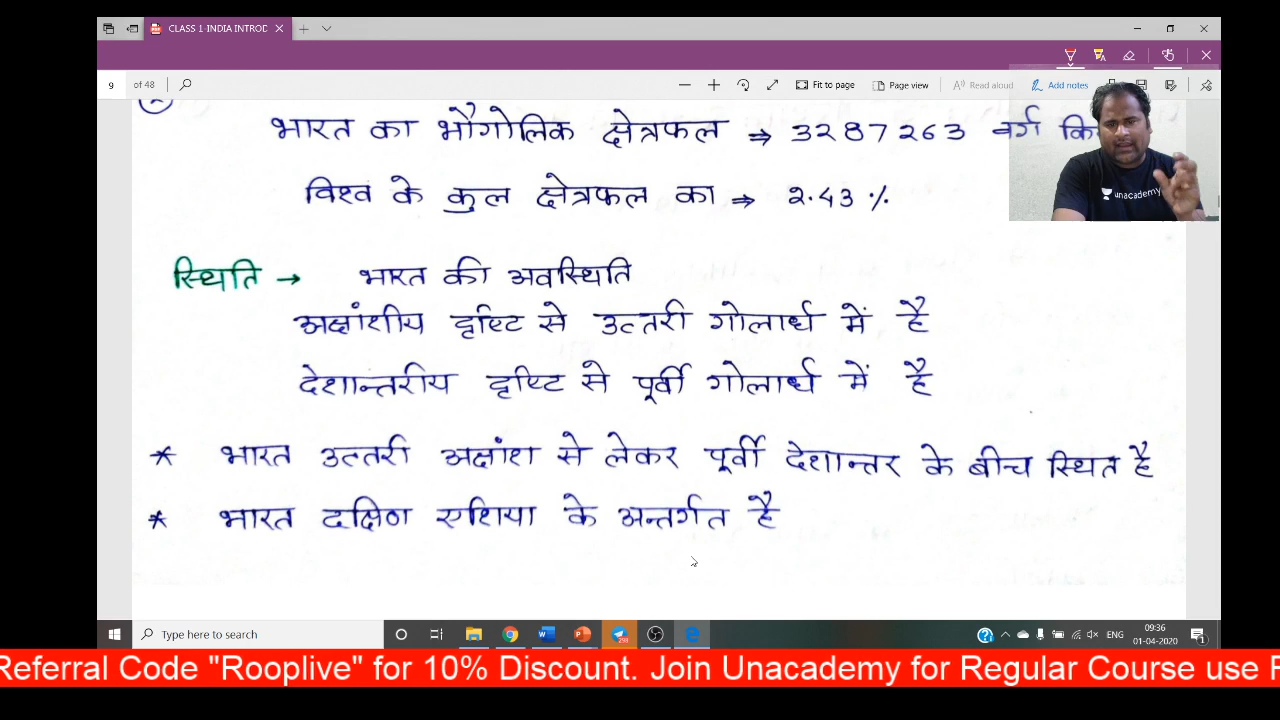 CLASS 1-INDIA INTROD
9 of 48
Fit to page
Page view
Read aloud
Add notes
भारत का भौगोलिक क्षेत्रफल ⇒ 3287263 वर्ग कि
विश्व के कुल क्षेत्रफल का ⇒ 2.43 %
unacademy
स्थिति → भारत की अवस्थिति
अक्षांशीय दृष्टि से उत्तरी गोलार्ध में है
देशान्तरीय दृष्टि से पूर्वी गोलार्ध में है
* भारत उत्तरी अक्षांश से लेकर पूर्वी देशान्तर के बीच स्थित है
* भारत दक्षिण एशिया के अन्तर्गत है
Type here to search
ENG
09:36
01-04-2020
Referral Code "Rooplive" for 10% Discount. Join Unacademy for Regular Course use